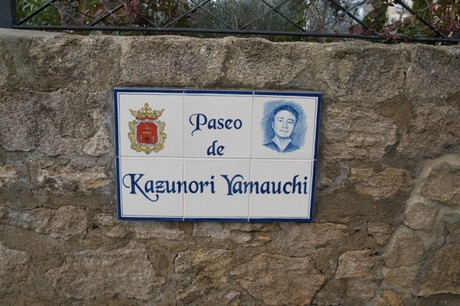 Paseo
de
Kazunori Yamauchi